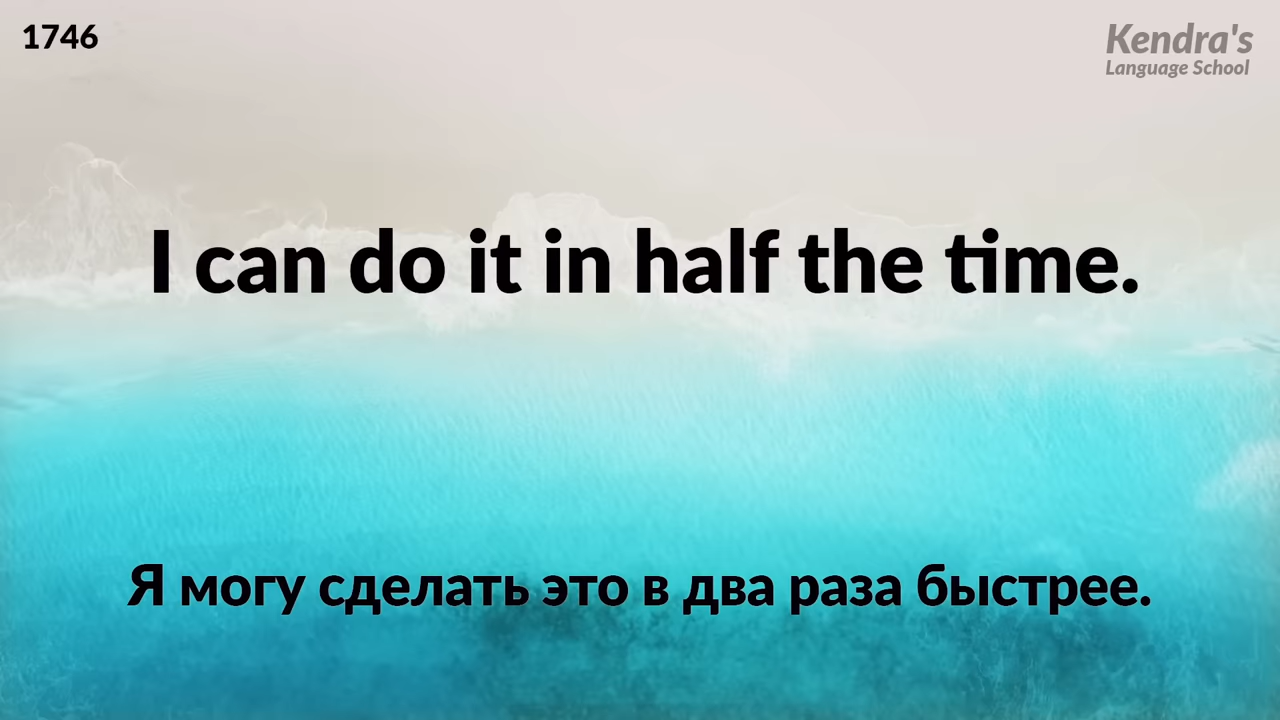 1746
Kendra's
Language School
I can do it in half the time.
Я могу сделать это в два раза быстрее.